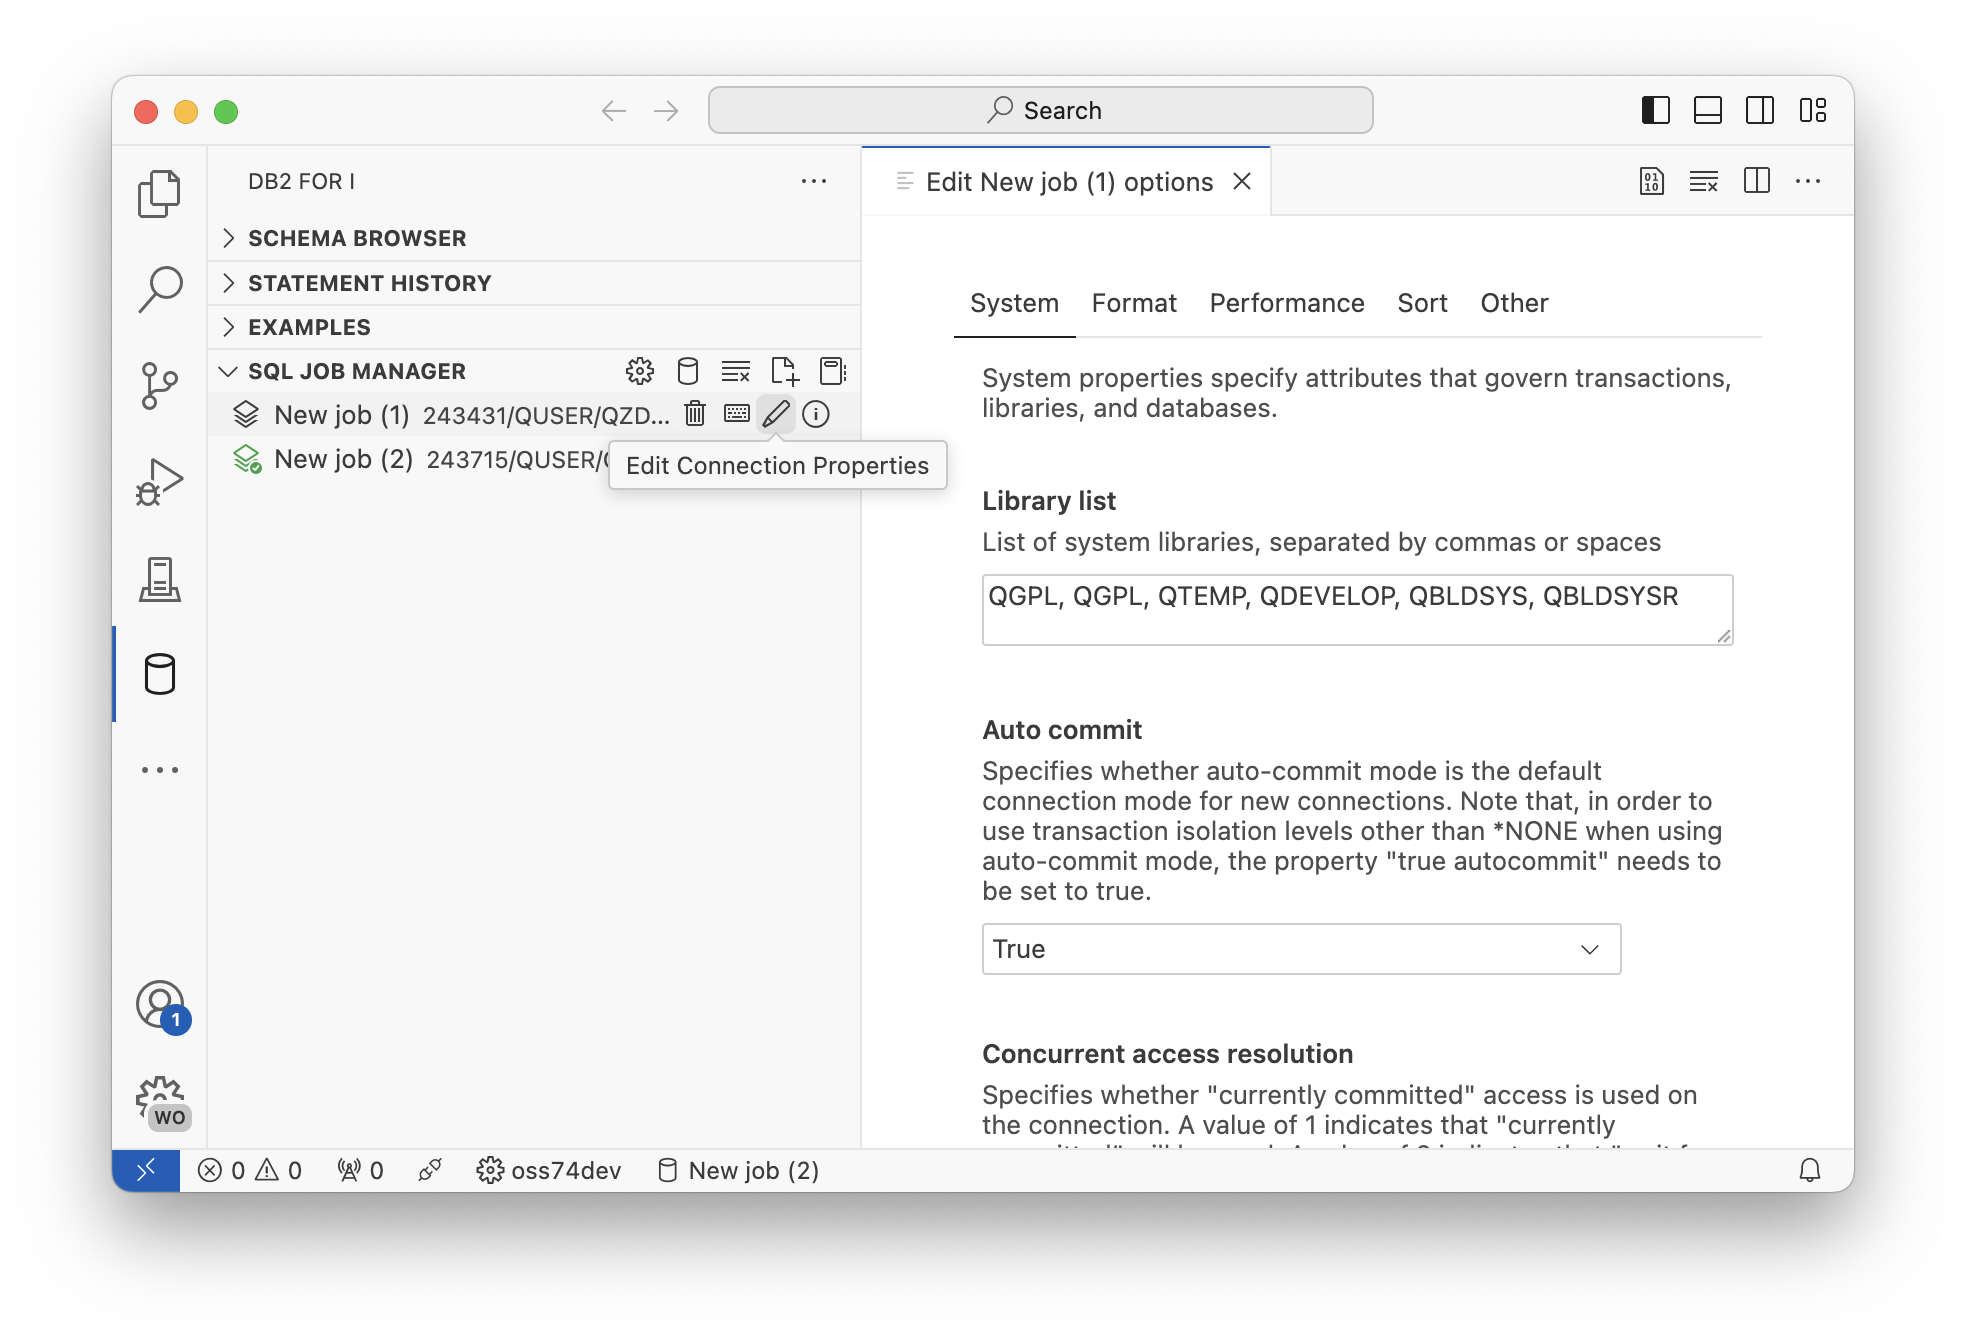 Search
DB2 FOR I
SCHEMA BROWSER
STATEMENT HISTORY
EXAMPLES
SQL JOB MANAGER
New job (1) 243431/QUSER/QZD...
New job (2) 243715/QUSER/
Edit Connection Properties
1
WO
Edit New job (1) options
System Format Performance Sort Other
System properties specify attributes that govern transactions,
libraries, and databases.
Library list
List of system libraries, separated by commas or spaces
QGPL, QGPL, QTEMP, QDEVELOP, QBLDSYS, QBLDSYSR
Auto commit
Specifies whether auto-commit mode is the default
connection mode for new connections. Note that, in order to
use transaction isolation levels other than *NONE when using
auto-commit mode, the property "true autocommit" needs to
be set to true.
True
Concurrent access resolution
Specifies whether "currently committed" access is used on
the connection. A value of 1 indicates that "currently
0 0 0 oss74dev New job (2)